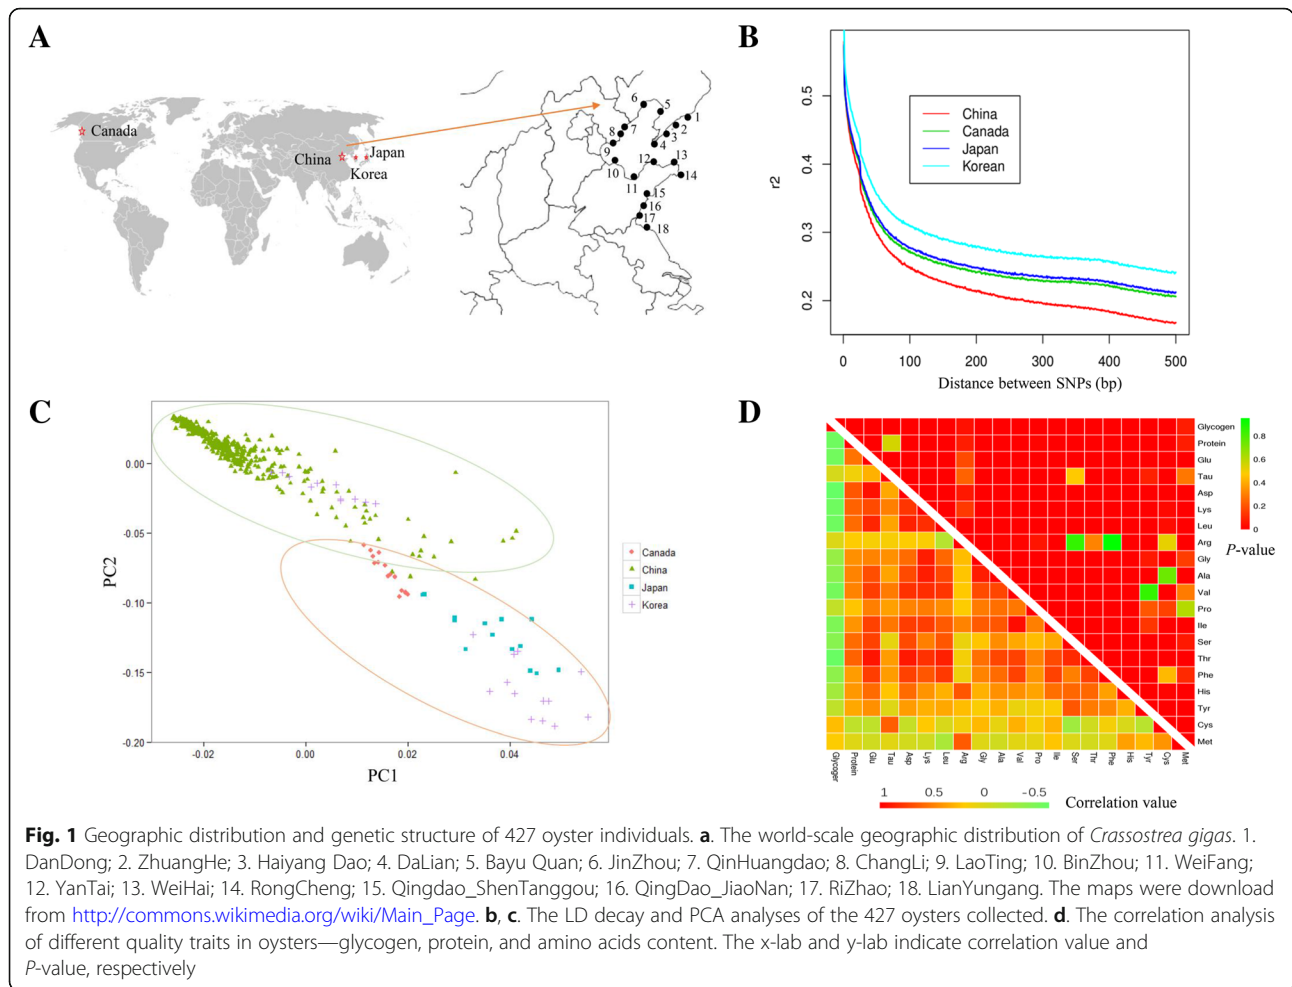 A
Canada
China
Japan
Korea
1
2
3
4
5
6
7
8
9
10
11
12
13
14
15
16
17
18
B
r2
0.5
0.4
0.3
0.2
China
Canada
Japan
Korean
0 100 200 300 400 500
Distance between SNPs (bp)
C
PC2
0.00
-0.05
-0.10
-0.15
-0.20
-0.02 0.00 0.02 0.04
PC1
Canada
China
Japan
Korea
D
Glycogen
Protein
Glu
Tau
Asp
Lys
Leu
Arg
Gly
Ala
Val
Pro
Ile
Ser
Thr
Phe
His
Tyr
Cys
Met
0.8
0.6
0.4
0.2
0
P-value
Glycoger Protein Glu Tau Asp Lys Leu Arg Gly Ala Val Pro Ile Ser Thr Phe His Tyr Cys Met
1 0.5 0 -0.5
Correlation value
Fig. 1 Geographic distribution and genetic structure of 427 oyster individuals. a. The world-scale geographic distribution of Crassostrea gigas. 1.
DanDong; 2. ZhuangHe; 3. Haiyang Dao; 4. DaLian; 5. Bayu Quan; 6. JinZhou; 7. QinHuangdao; 8. ChangLi; 9. LaoTing; 10. BinZhou; 11. WeiFang;
12. YanTai; 13. WeiHai; 14. RongCheng; 15. Qingdao_ShenTanggou; 16. QingDao_JiaoNan; 17. RiZhao; 18. LianYungang. The maps were download
from http://commons.wikimedia.org/wiki/Main_Page. b, c. The LD decay and PCA analyses of the 427 oysters collected. d. The correlation analysis
of different quality traits in oysters—glycogen, protein, and amino acids content. The x-lab and y-lab indicate correlation value and
P-value, respectively